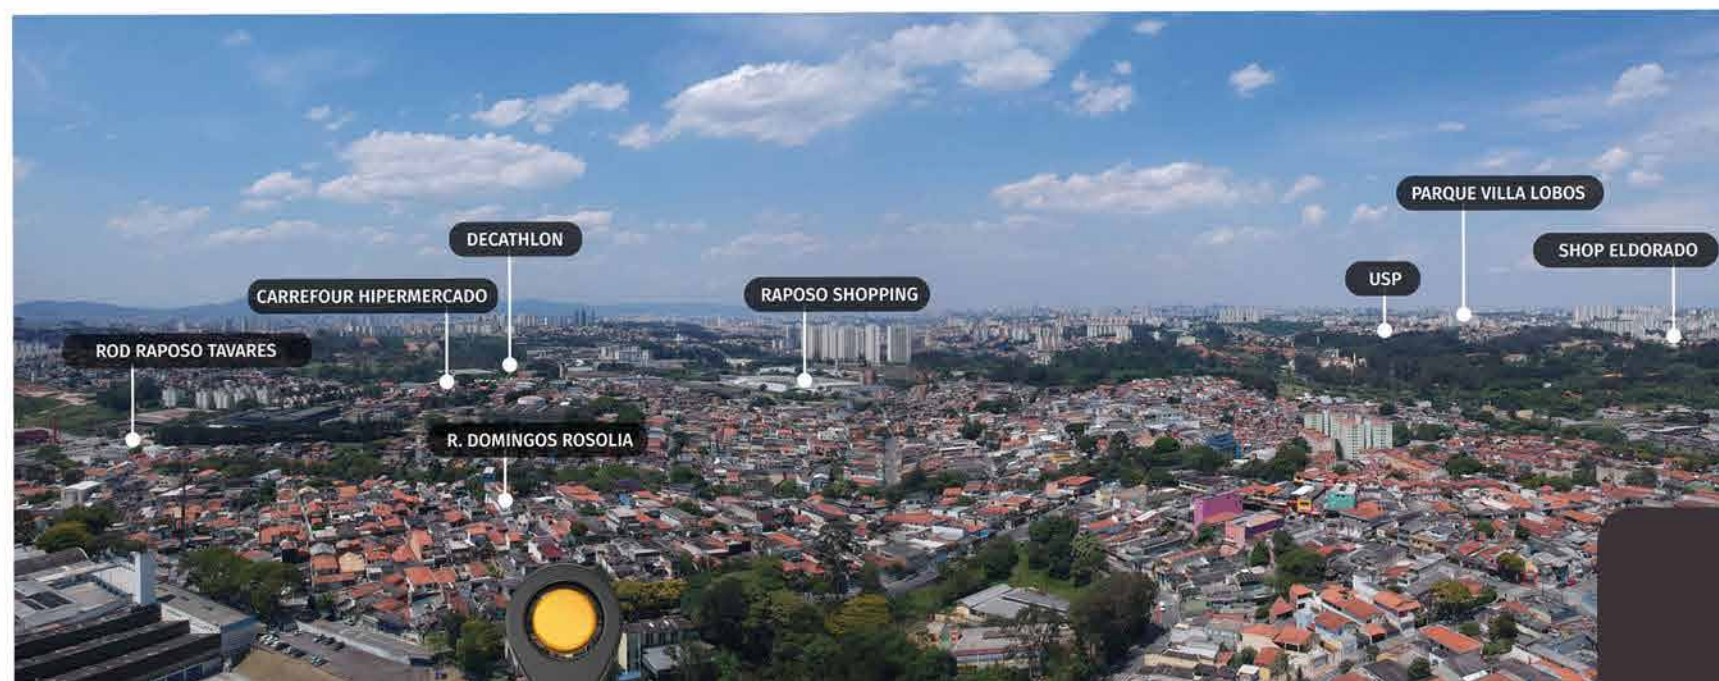 PARQUE VILLA LOBOS
DECATHLON
SHOP ELDORADO
USP
CARREFOUR HIPERMERCADO
RAPOSO SHOPPING
ROD RAPOSO TAVARES
R. DOMINGOS ROSOLIA